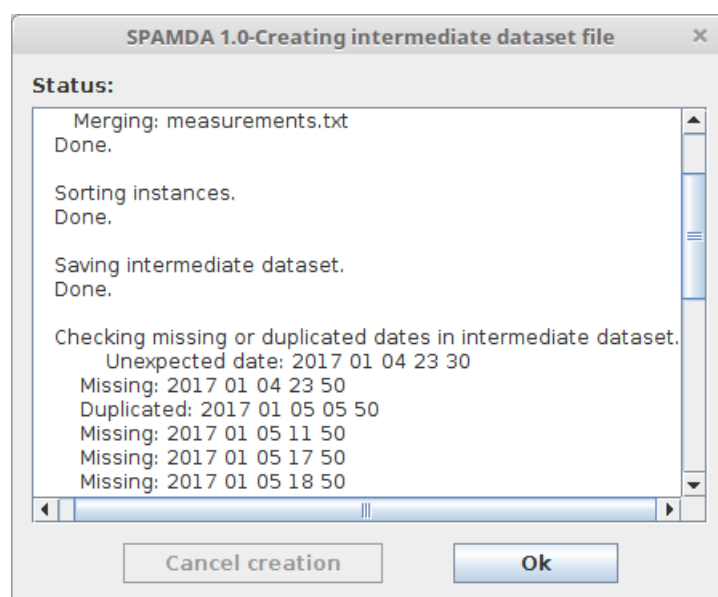 SPAMDA 1.0-Creating intermediate dataset file
Status:
Merging: measurements.txt
Done.
Sorting instances.
Done.
Saving intermediate dataset.
Done.
Checking missing or duplicated dates in intermediate dataset.
Unexpected date: 2017 01 04 23 30
Missing: 2017 01 04 23 50
Duplicated: 2017 01 05 05 50
Missing: 2017 01 05 11 50
Missing: 2017 01 05 17 50
Missing: 2017 01 05 18 50
Cancel creation
Ok